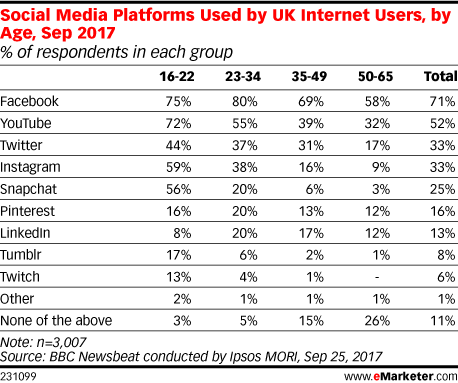 Social Media Platforms Used by UK Internet Users, by
Age, Sep 2017
% of respondents in each group
16-22 23-34 35-49 50-65 Total
Facebook 75% 80% 69% 58% 71%
YouTube 72% 55% 39% 32% 52%
Twitter 44% 37% 31% 17% 33%
Instagram 59% 38% 16% 9% 33%
Snapchat 56% 20% 6% 3% 25%
Pinterest 16% 20% 13% 12% 16%
LinkedIn 8% 20% 17% 12% 13%
Tumblr 17% 6% 2% 1% 8%
Twitch 13% 4% 1% - 6%
Other 2% 1% 1% 1% 1%
None of the above 3% 5% 15% 26% 11%
Note: n=3,007
Source: BBC Newsbeat conducted by Ipsos MORI, Sep 25, 2017
231099 www.eMarketer.com